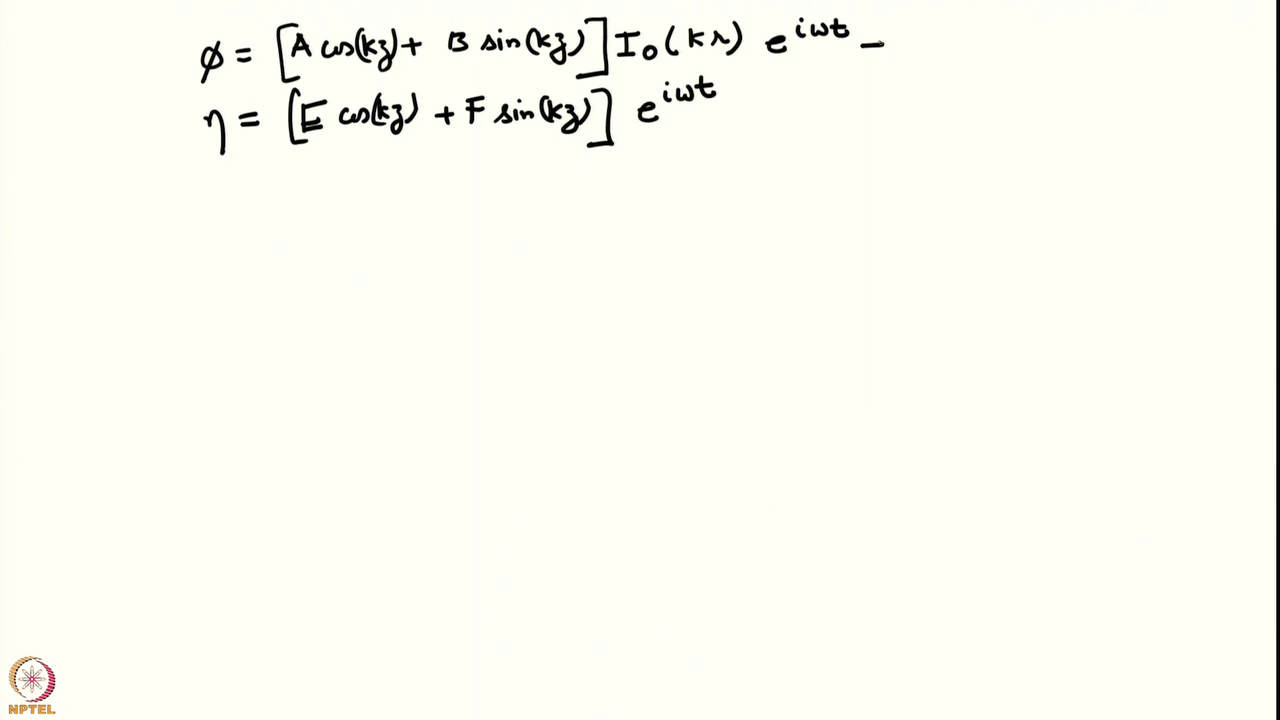 ϕ = [A cos(kz) + B sin(kz)] I₀(kr) e^{iωt} –
η = [E cos(kz) + F sin(kz)] e^{iωt}
NPTEL